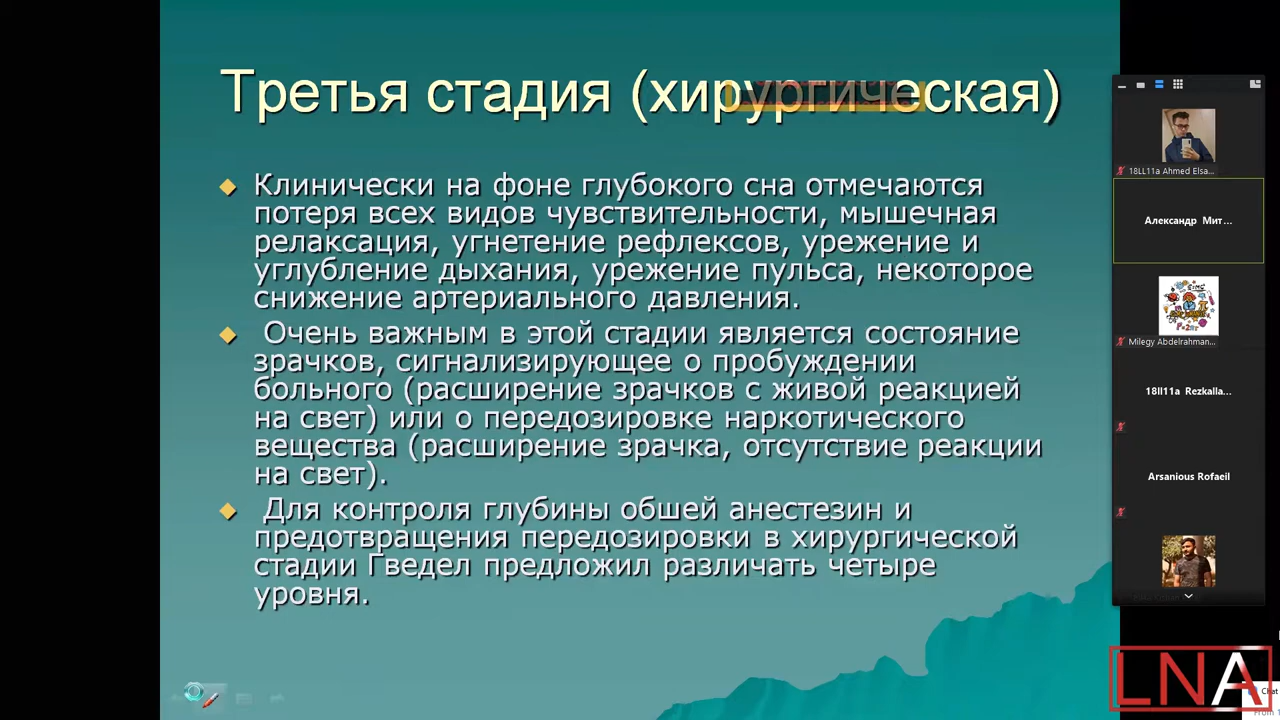 Третья стадия (хирургическая)
Клинически на фоне глубокого сна отмечаются
потеря всех видов чувствительности, мышечная
релаксация, угнетение рефлексов, урежение и
углубление дыхания, урежение пульса, некоторое
снижение артериального давления.
Очень важным в этой стадии является состояние
зрачков, сигнализирующее о пробуждении
больного (расширение зрачков с живой реакцией
на свет) или о передозировке наркотического
вещества (расширение зрачка, отсутствие реакции
на свет).
Для контроля глубины обшей анестезин и
предотвращения передозировки в хирургической
стадии Гведел предложил различать четыре
уровня.
18LL11a Ahmed Elsa...
Александр Мит...
Milegy Abdelrahman...
18ll11a Rezkalla...
Arsanious Rofaeil
LNA
Chat
From 1